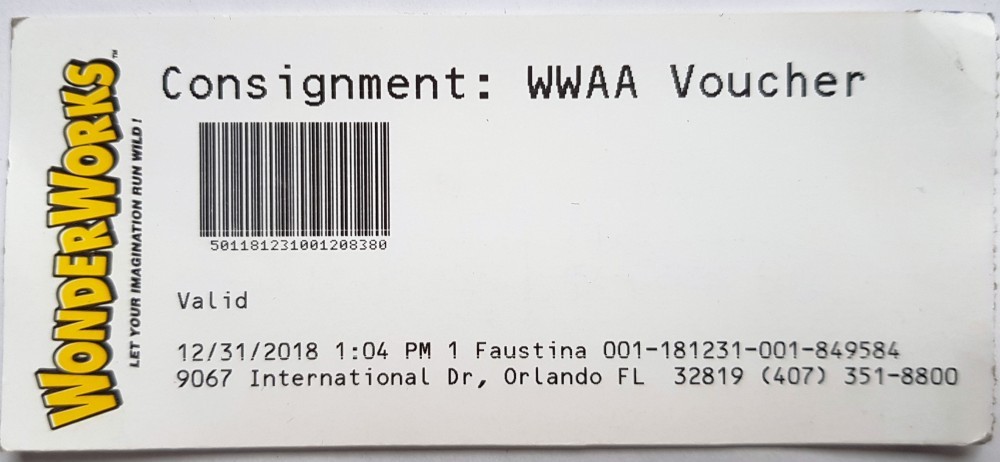 WONDERWORKS™
LET YOUR IMAGINATION RUN WILD!
Consignment: WWAA Voucher
501181231001208380
Valid
12/31/2018 1:04 PM 1 Faustina 001-181231-001-849584
9067 International Dr, Orlando FL 32819 (407) 351-8800